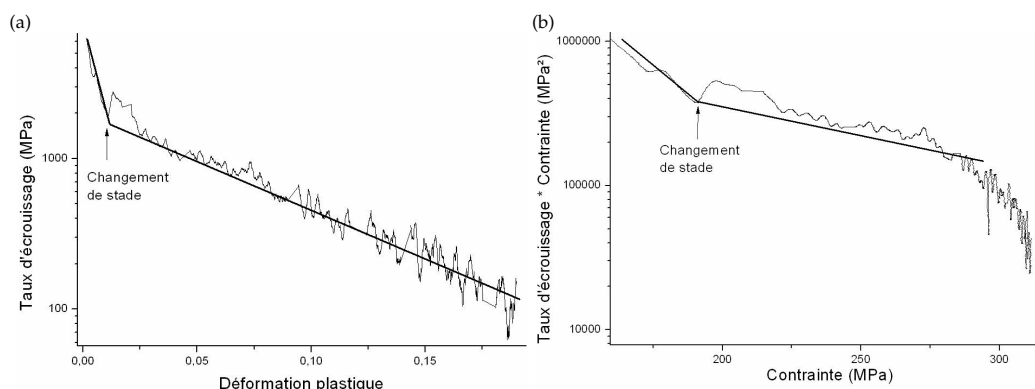 (a)
Taux d'écrouissage (MPa)
1000
100
Changement
de stade
0,00
0,05
0,10
0,15
Déformation plastique
(b)
Taux d'écrouissage * Contrainte (MPa²)
1000000
100000
10000
Changement
de stade
200
250
300
Contrainte (MPa)